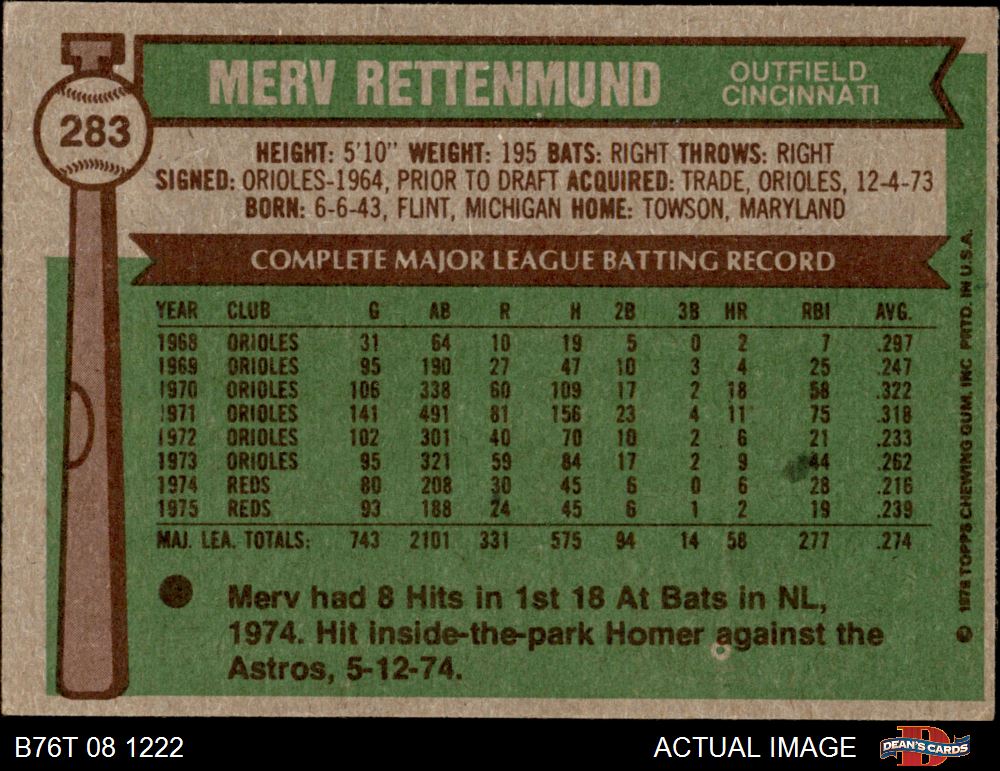 283
MERV RETTENMUND
OUTFIELD
CINCINNATI
HEIGHT: 5'10" WEIGHT: 195 BATS: RIGHT THROWS: RIGHT
SIGNED: ORIOLES-1964, PRIOR TO DRAFT ACQUIRED: TRADE, ORIOLES, 12-4-73
BORN: 6-6-43, FLINT, MICHIGAN HOME: TOWSON, MARYLAND
COMPLETE MAJOR LEAGUE BATTING RECORD
YEAR CLUB G AB R H 2B 3B HR RBI AVG.
1968 ORIOLES 31 64 10 19 5 0 2 7 .297
1969 ORIOLES 95 190 27 47 10 3 4 25 .247
1970 ORIOLES 106 338 60 109 17 2 18 58 .322
1971 ORIOLES 141 491 81 156 23 4 11 75 .318
1972 ORIOLES 102 301 40 70 10 2 6 21 .233
1973 ORIOLES 95 321 59 84 17 2 9 44 .262
1974 REDS 80 208 30 45 6 0 6 28 .216
1975 REDS 93 188 24 45 6 1 2 19 .239
MAJ. LEA. TOTALS: 743 2101 331 575 94 14 58 277 .274
Merv had 8 Hits in 1st 18 At Bats in NL,
1974. Hit inside-the-park Homer against the
Astros, 5-12-74.
© 1976 TOPPS CHEWING GUM, INC PRTD. IN U.S.A.
B76T 08 1222
ACTUAL IMAGE
DEAN'S CARDS